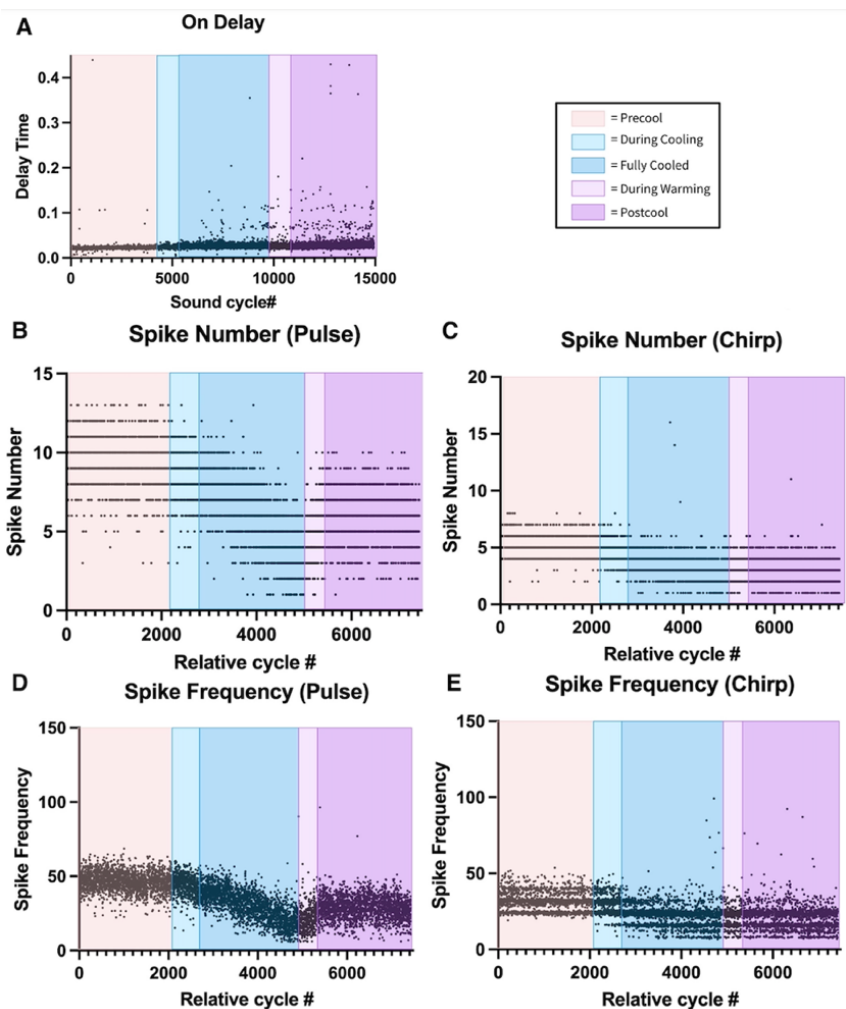 A
On Delay
Delay Time
0.4
0.3
0.2
0.1
0.0
0 5000 10000 15000
Sound cycle#
= Precool
= During Cooling
= Fully Cooled
= During Warming
= Postcool
B
Spike Number (Pulse)
Spike Number
15
10
5
0
0 2000 4000 6000
Relative cycle #
C
Spike Number (Chirp)
Spike Number
20
15
10
5
0
0 2000 4000 6000
Relative cycle #
D
Spike Frequency (Pulse)
Spike Frequency
150
100
50
0
0 2000 4000 6000
Relative cycle #
E
Spike Frequency (Chirp)
Spike Frequency
150
100
50
0
0 2000 4000 6000
Relative cycle #